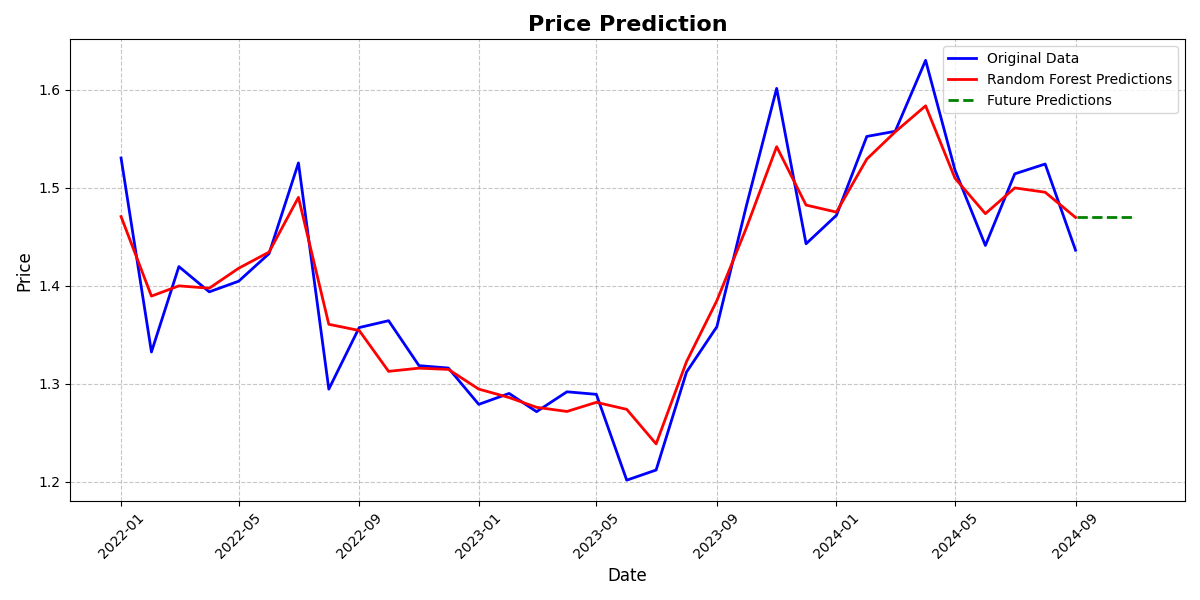 Price Prediction
Original Data
Random Forest Predictions
Future Predictions
Price
1.6
1.5
1.4
1.3
1.2
2022-01
2022-05
2022-09
2023-01
2023-05
2023-09
2024-01
2024-05
2024-09
Date